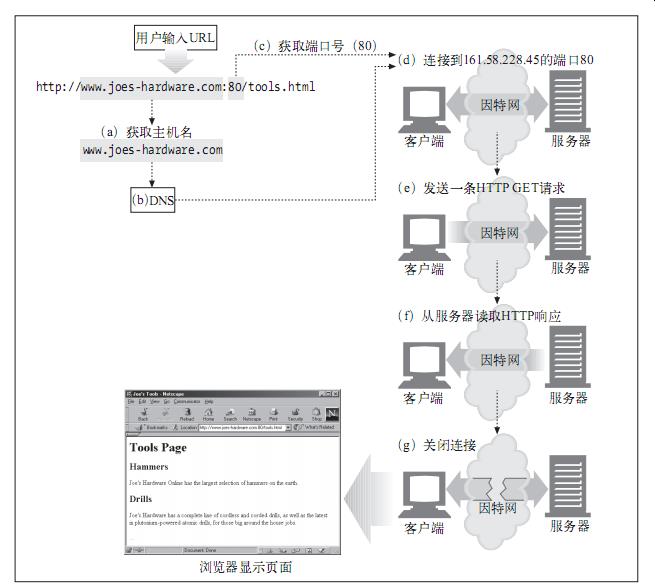 用户输入URL
(c) 获取端口号 (80)
http://www.joes-hardware.com:80/tools.html
(a) 获取主机名
www.joes-hardware.com
(b)DNS
(d) 连接到161.58.228.45的端口80
因特网
客户端
服务器
(e) 发送一条HTTP GET请求
因特网
客户端
服务器
(f) 从服务器读取HTTP响应
因特网
客户端
服务器
(g) 关闭连接
因特网
客户端
服务器
Joe's Tools - Netscape
File Edit View Go Communicator Help
Back Reload Home Search Netscape Print Security Stop
Bookmarks Location: http://www.joes-hardware.com:80/tools.html What's Related
Tools Page
Hammers
Joe's Hardware Online has the largest selection of hammers on the earth.
Drills
Joe's Hardware has a complete line of cordless and corded drills, as well as the latest
in plutonium-powered atomic drills, for those big around the house jobs.
Document: Done
浏览器显示页面